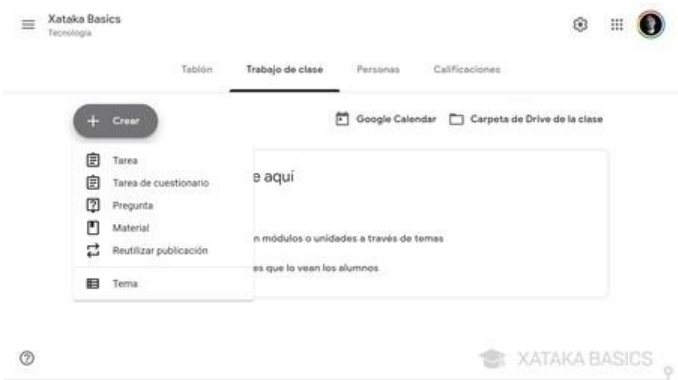 Xataka Basics
Tecnología
Tablón Trabajo de clase Personas Calificaciones
Crear
Google Calendar Carpeta de Drive de la clase
Tarea
e aquí
Tarea de cuestionario
Pregunta
Material
n módulos o unidades a través de temas
Reutilizar publicación
es que lo vean los alumnos
Tema
XATAKA BASICS